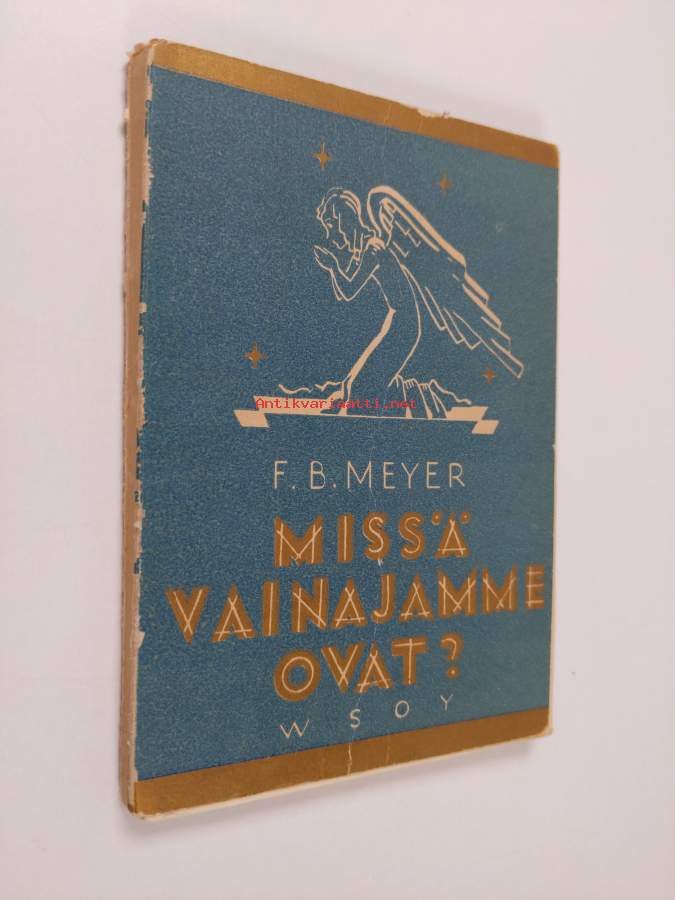 Antikvariaatti.net
F. B. MEYER
MISSÄ
VAINAJAMME
OVAT?
WSOY